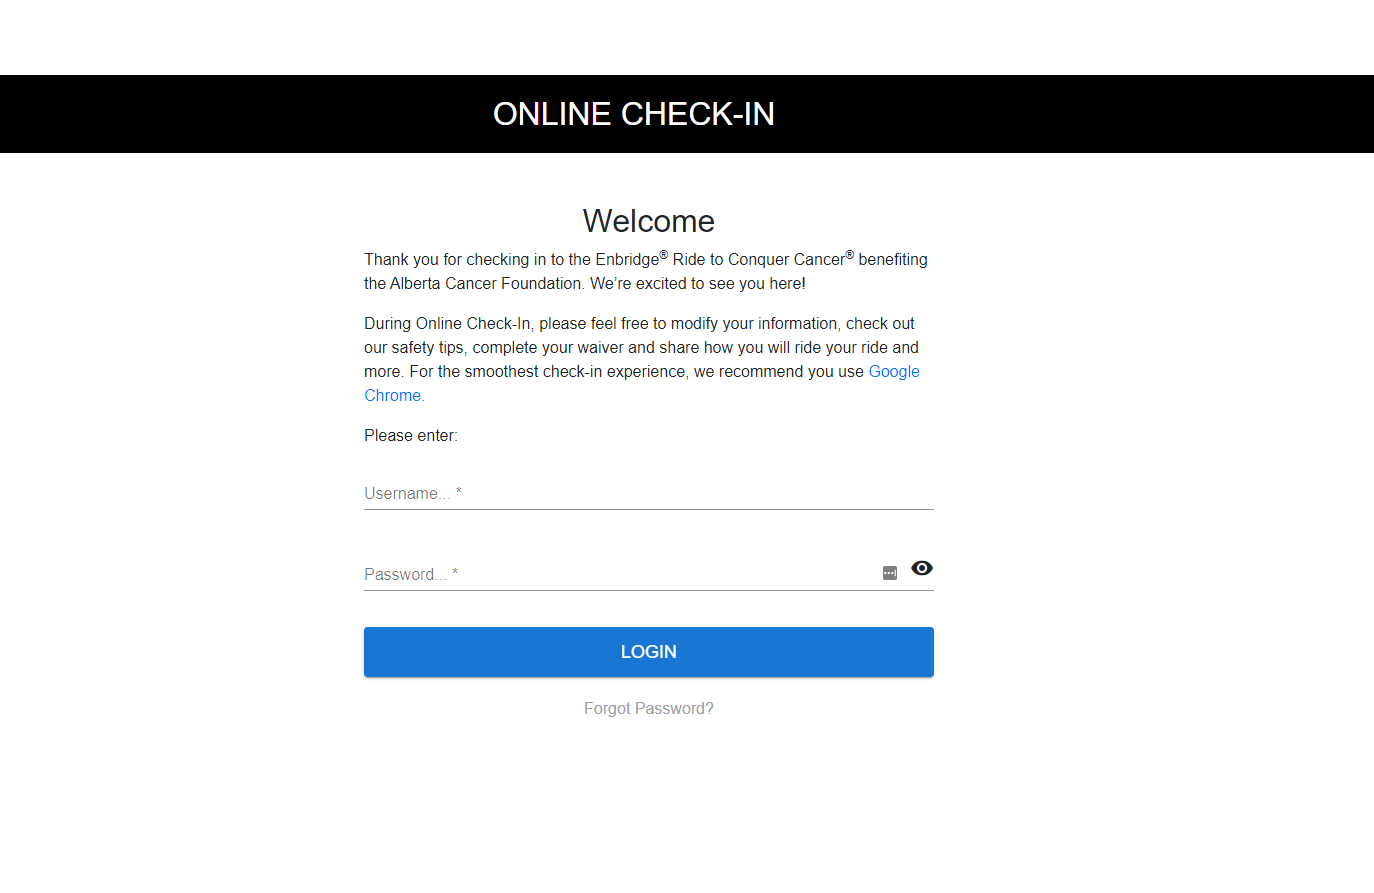 ONLINE CHECK-IN
Welcome
Thank you for checking in to the Enbridge® Ride to Conquer Cancer® benefiting
the Alberta Cancer Foundation. We’re excited to see you here!
During Online Check-In, please feel free to modify your information, check out
our safety tips, complete your waiver and share how you will ride your ride and
more. For the smoothest check-in experience, we recommend you use Google
Chrome.
Please enter:
Username... *
Password... *
LOGIN
Forgot Password?